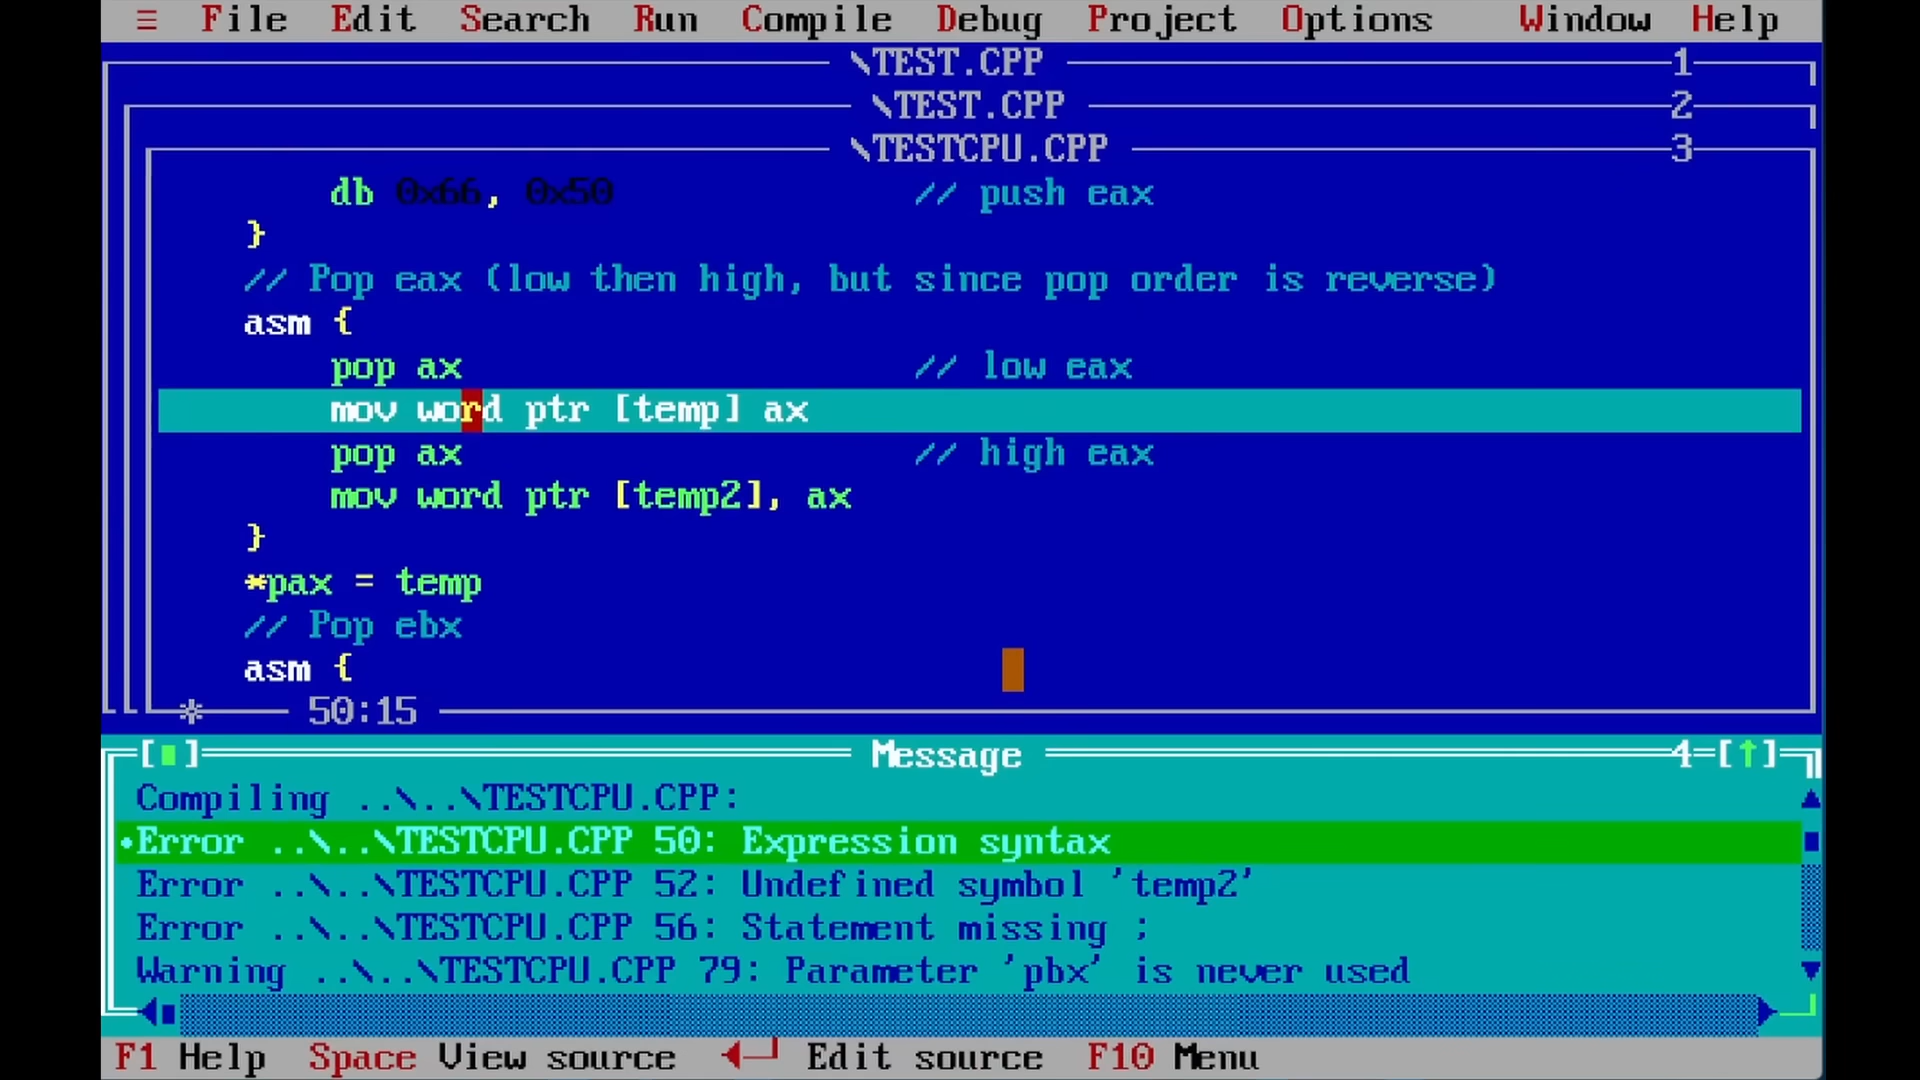 ≡ File Edit Search Run Compile Debug Project Options Window Help
\TEST.CPP 1
\TEST.CPP 2
\TESTCPU.CPP 3
db 0x66, 0x50 // push eax
}
// Pop eax (low then high, but since pop order is reverse)
asm {
pop ax // low eax
mov word ptr [temp] ax
pop ax // high eax
mov word ptr [temp2], ax
}
*pax = temp
// Pop ebx
asm {
* 50:15
[■] Message 4=[↑]
Compiling ..\..\TESTCPU.CPP:
•Error ..\..\TESTCPU.CPP 50: Expression syntax
Error ..\..\TESTCPU.CPP 52: Undefined symbol 'temp2'
Error ..\..\TESTCPU.CPP 56: Statement missing ;
Warning ..\..\TESTCPU.CPP 79: Parameter 'pbx' is never used
F1 Help Space View source ◄─┘ Edit source F10 Menu